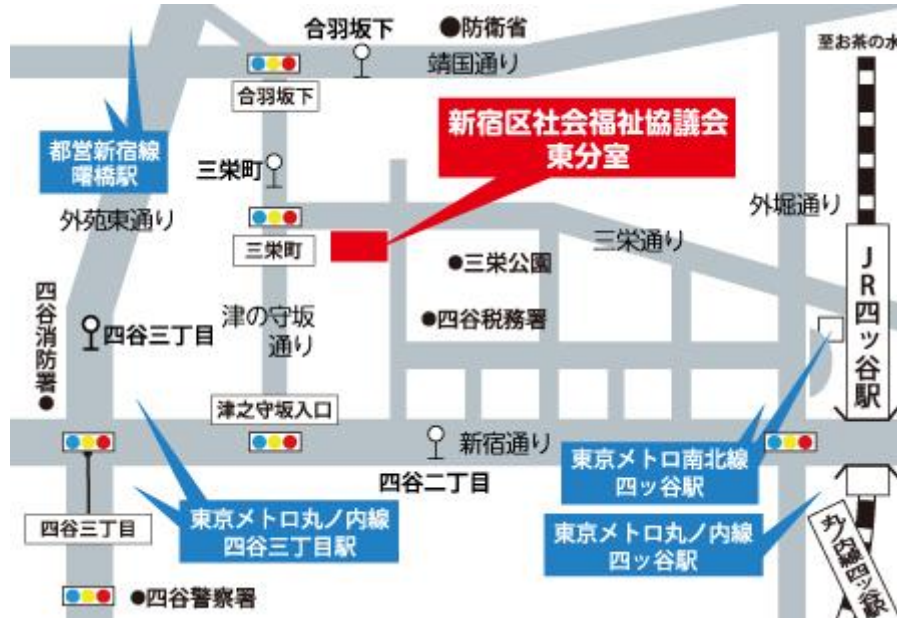 合羽坂下
●防衛省
至お茶の水
靖国通り
合羽坂下
新宿区社会福祉協議会
東分室
都営新宿線
曙橋駅
三栄町
外苑東通り
外堀通り
三栄町
三栄通り
●三栄公園
JR四ッ谷駅
四谷消防署●
四谷三丁目
津の守坂
通り
●四谷税務署
津之守坂入口
新宿通り
東京メトロ南北線
四ッ谷駅
四谷二丁目
四谷三丁目
東京メトロ丸ノ内線
四谷三丁目駅
東京メトロ丸ノ内線
四ッ谷駅
丸ノ内線四ッ谷駅
●四谷警察署